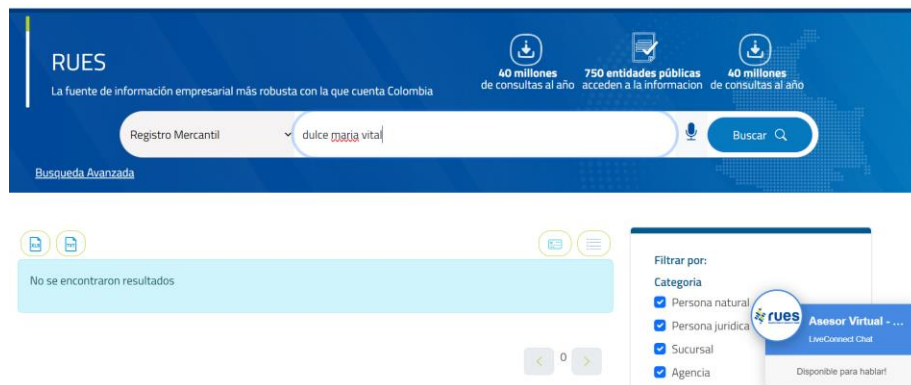 RUES
La fuente de información empresarial más robusta con la que cuenta Colombia
40 millones
de consultas al año
750 entidades públicas
acceden a la informacion
40 millones
de consultas al año
Registro Mercantil
dulce maria vital
Buscar
Busqueda Avanzada
XLS
No se encontraron resultados
0
Filtrar por:
Categoria
Persona natural
Persona juridica
Sucursal
Agencia
rues
Asesor Virtual - ...
LiveConnect Chat
Disponible para hablar!